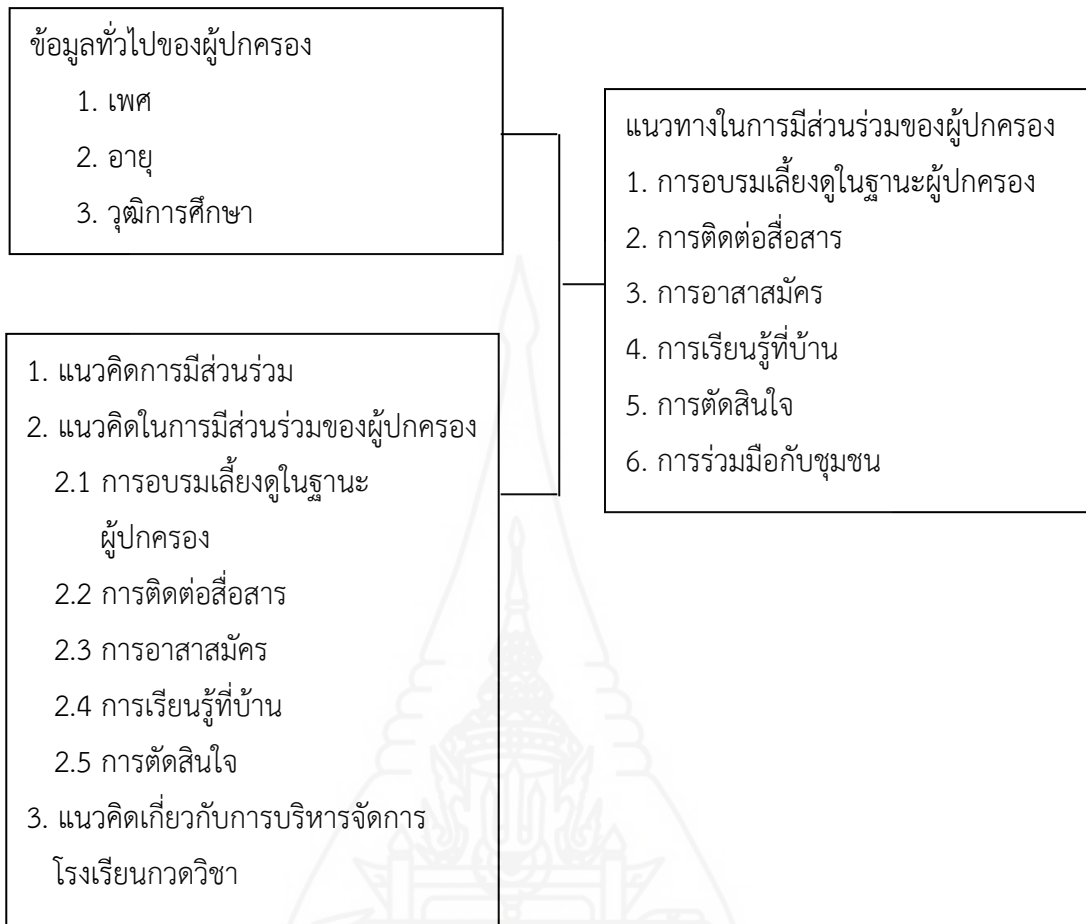 ข้อมูลทั่วไปของผู้ปกครอง
1. เพศ
2. อายุ
3. วุฒิการศึกษา
แนวทางในการมีส่วนร่วมของผู้ปกครอง
1. การอบรมเลี้ยงดูในฐานะผู้ปกครอง
2. การติดต่อสื่อสาร
3. การอาสาสมัคร
4. การเรียนรู้ที่บ้าน
5. การตัดสินใจ
6. การร่วมมือกับชุมชน
1. แนวคิดการมีส่วนร่วม
2. แนวคิดในการมีส่วนร่วมของผู้ปกครอง
2.1 การอบรมเลี้ยงดูในฐานะ
ผู้ปกครอง
2.2 การติดต่อสื่อสาร
2.3 การอาสาสมัคร
2.4 การเรียนรู้ที่บ้าน
2.5 การตัดสินใจ
3. แนวคิดเกี่ยวกับการบริหารจัดการ
โรงเรียนกวดวิชา